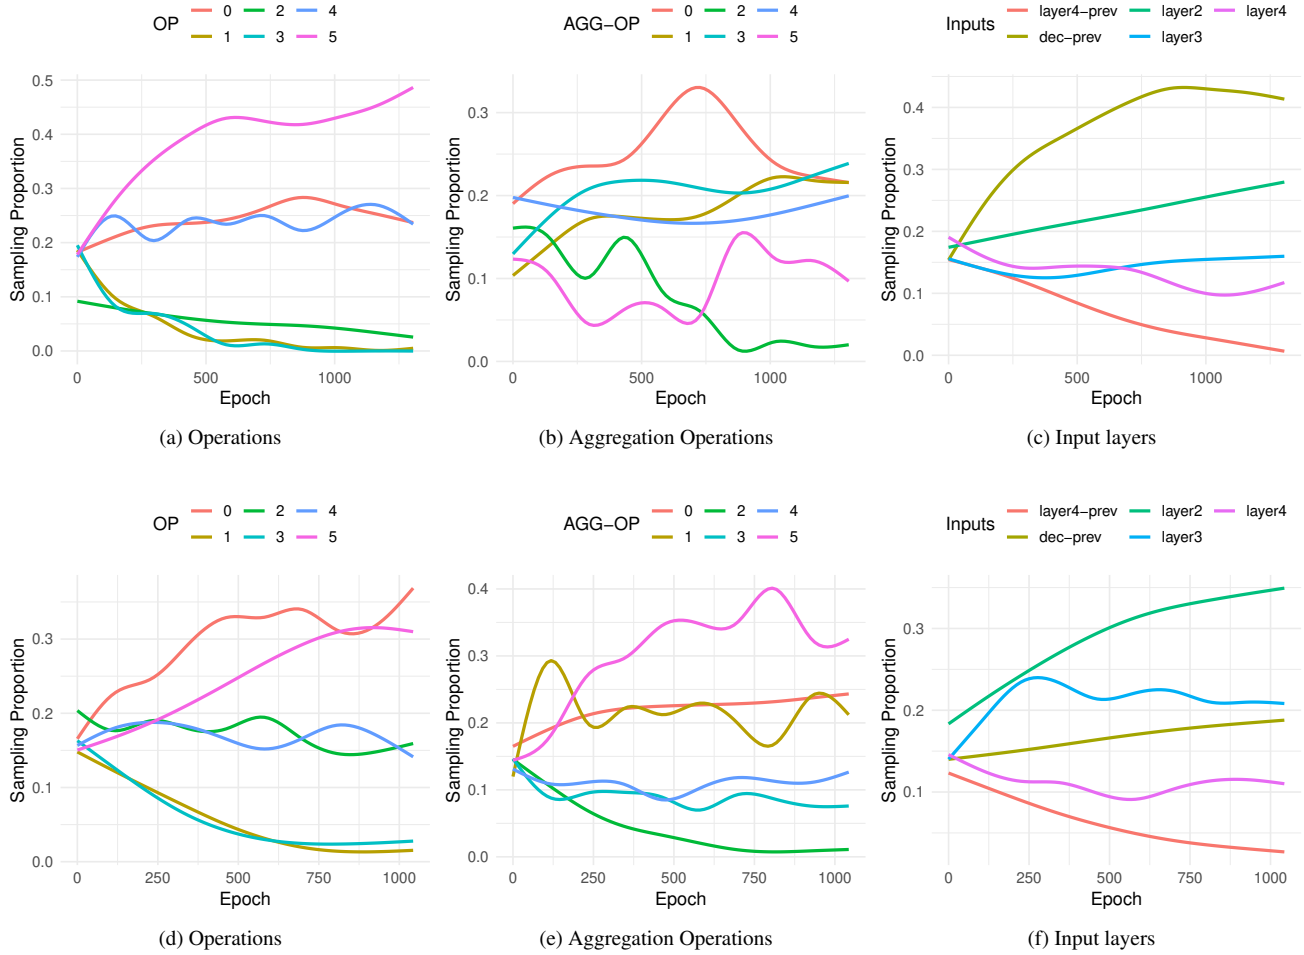 OP 0 2 4
1 3 5
Sampling Proportion
0.5
0.4
0.3
0.2
0.1
0.0
0 500 1000
Epoch
(a) Operations
AGG−OP 0 2 4
1 3 5
Sampling Proportion
0.3
0.2
0.1
0.0
0 500 1000
Epoch
(b) Aggregation Operations
Inputs layer4−prev layer2 layer4
dec−prev layer3
Sampling Proportion
0.4
0.3
0.2
0.1
0.0
0 500 1000
Epoch
(c) Input layers
OP 0 2 4
1 3 5
Sampling Proportion
0.3
0.2
0.1
0.0
0 250 500 750 1000
Epoch
(d) Operations
AGG−OP 0 2 4
1 3 5
Sampling Proportion
0.4
0.3
0.2
0.1
0.0
0 250 500 750 1000
Epoch
(e) Aggregation Operations
Inputs layer4−prev layer2 layer4
dec−prev layer3
Sampling Proportion
0.3
0.2
0.1
0 250 500 750 1000
Epoch
(f) Input layers